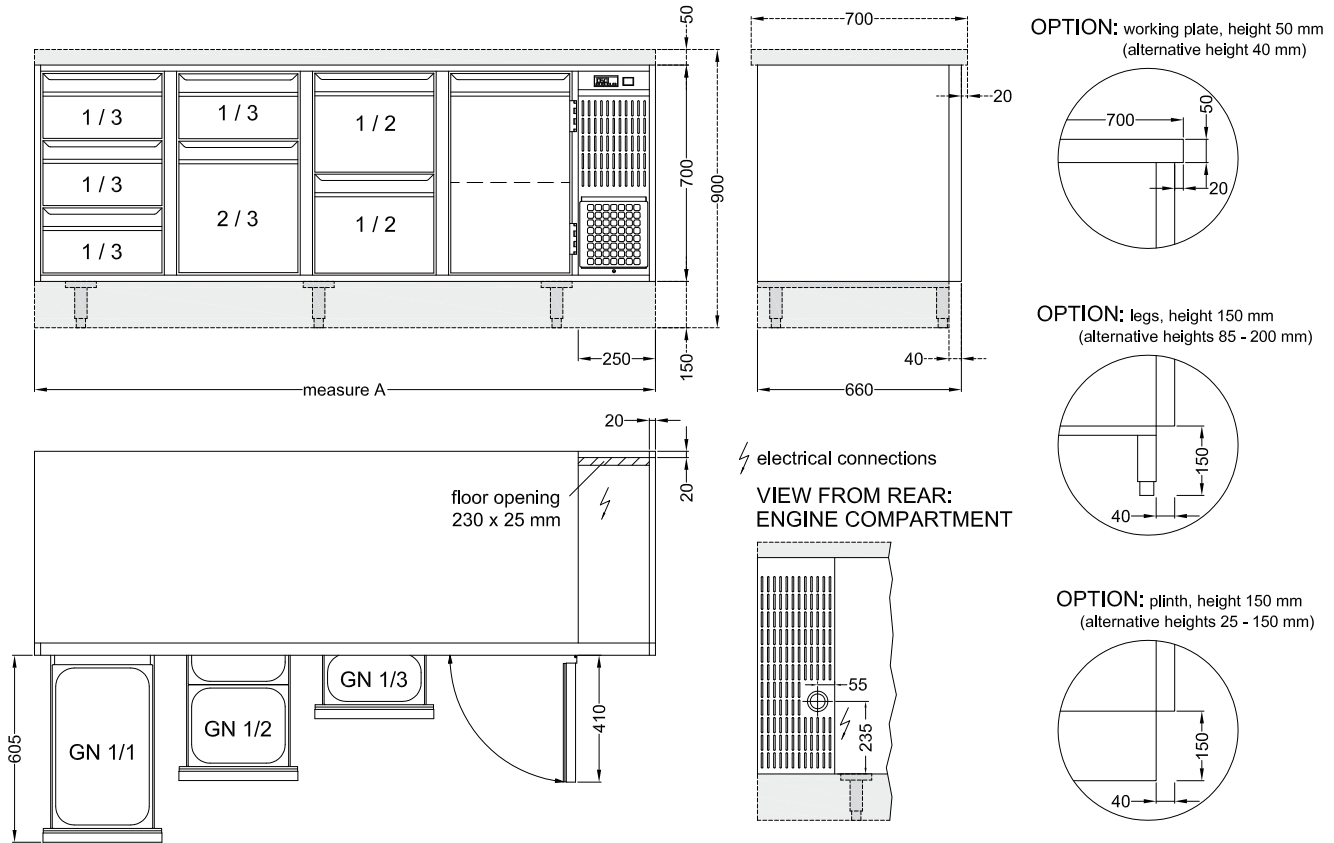 50
1 / 3
1 / 3
1 / 3
1 / 3
2 / 3
1 / 2
1 / 2
700
900
250
150
measure A
700
20
40
660
OPTION: working plate, height 50 mm
(alternative height 40 mm)
700
50
20
OPTION: legs, height 150 mm
(alternative heights 85 - 200 mm)
150
40
20
20
floor opening
230 x 25 mm
GN 1/1
GN 1/2
GN 1/3
605
410
electrical connections
VIEW FROM REAR:
ENGINE COMPARTMENT
55
235
OPTION: plinth, height 150 mm
(alternative heights 25 - 150 mm)
150
40